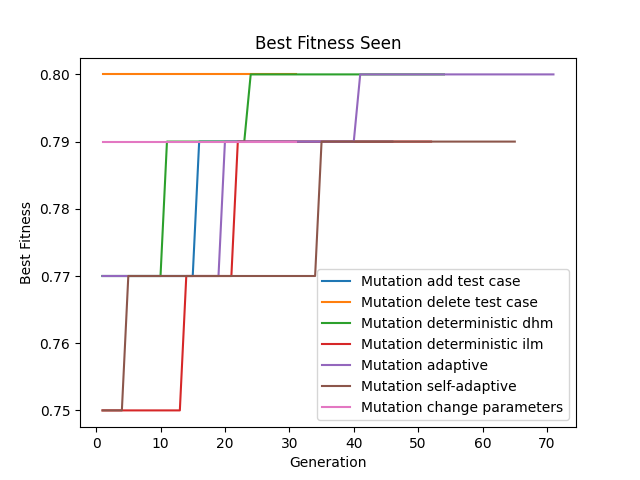 Best Fitness Seen
0.80
0.79
0.78
0.77
0.76
0.75
Best Fitness
Mutation add test case
Mutation delete test case
Mutation deterministic dhm
Mutation deterministic ilm
Mutation adaptive
Mutation self-adaptive
Mutation change parameters
0 10 20 30 40 50 60 70
Generation